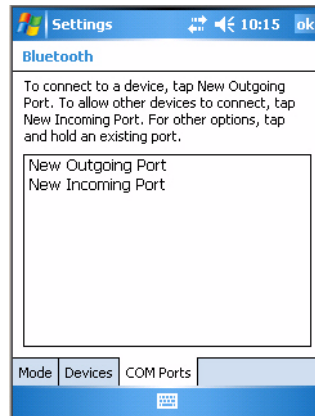 Settings 10:15 ok
Bluetooth
To connect to a device, tap New Outgoing
Port. To allow other devices to connect, tap
New Incoming Port. For other options, tap
and hold an existing port.
New Outgoing Port
New Incoming Port
Mode Devices COM Ports